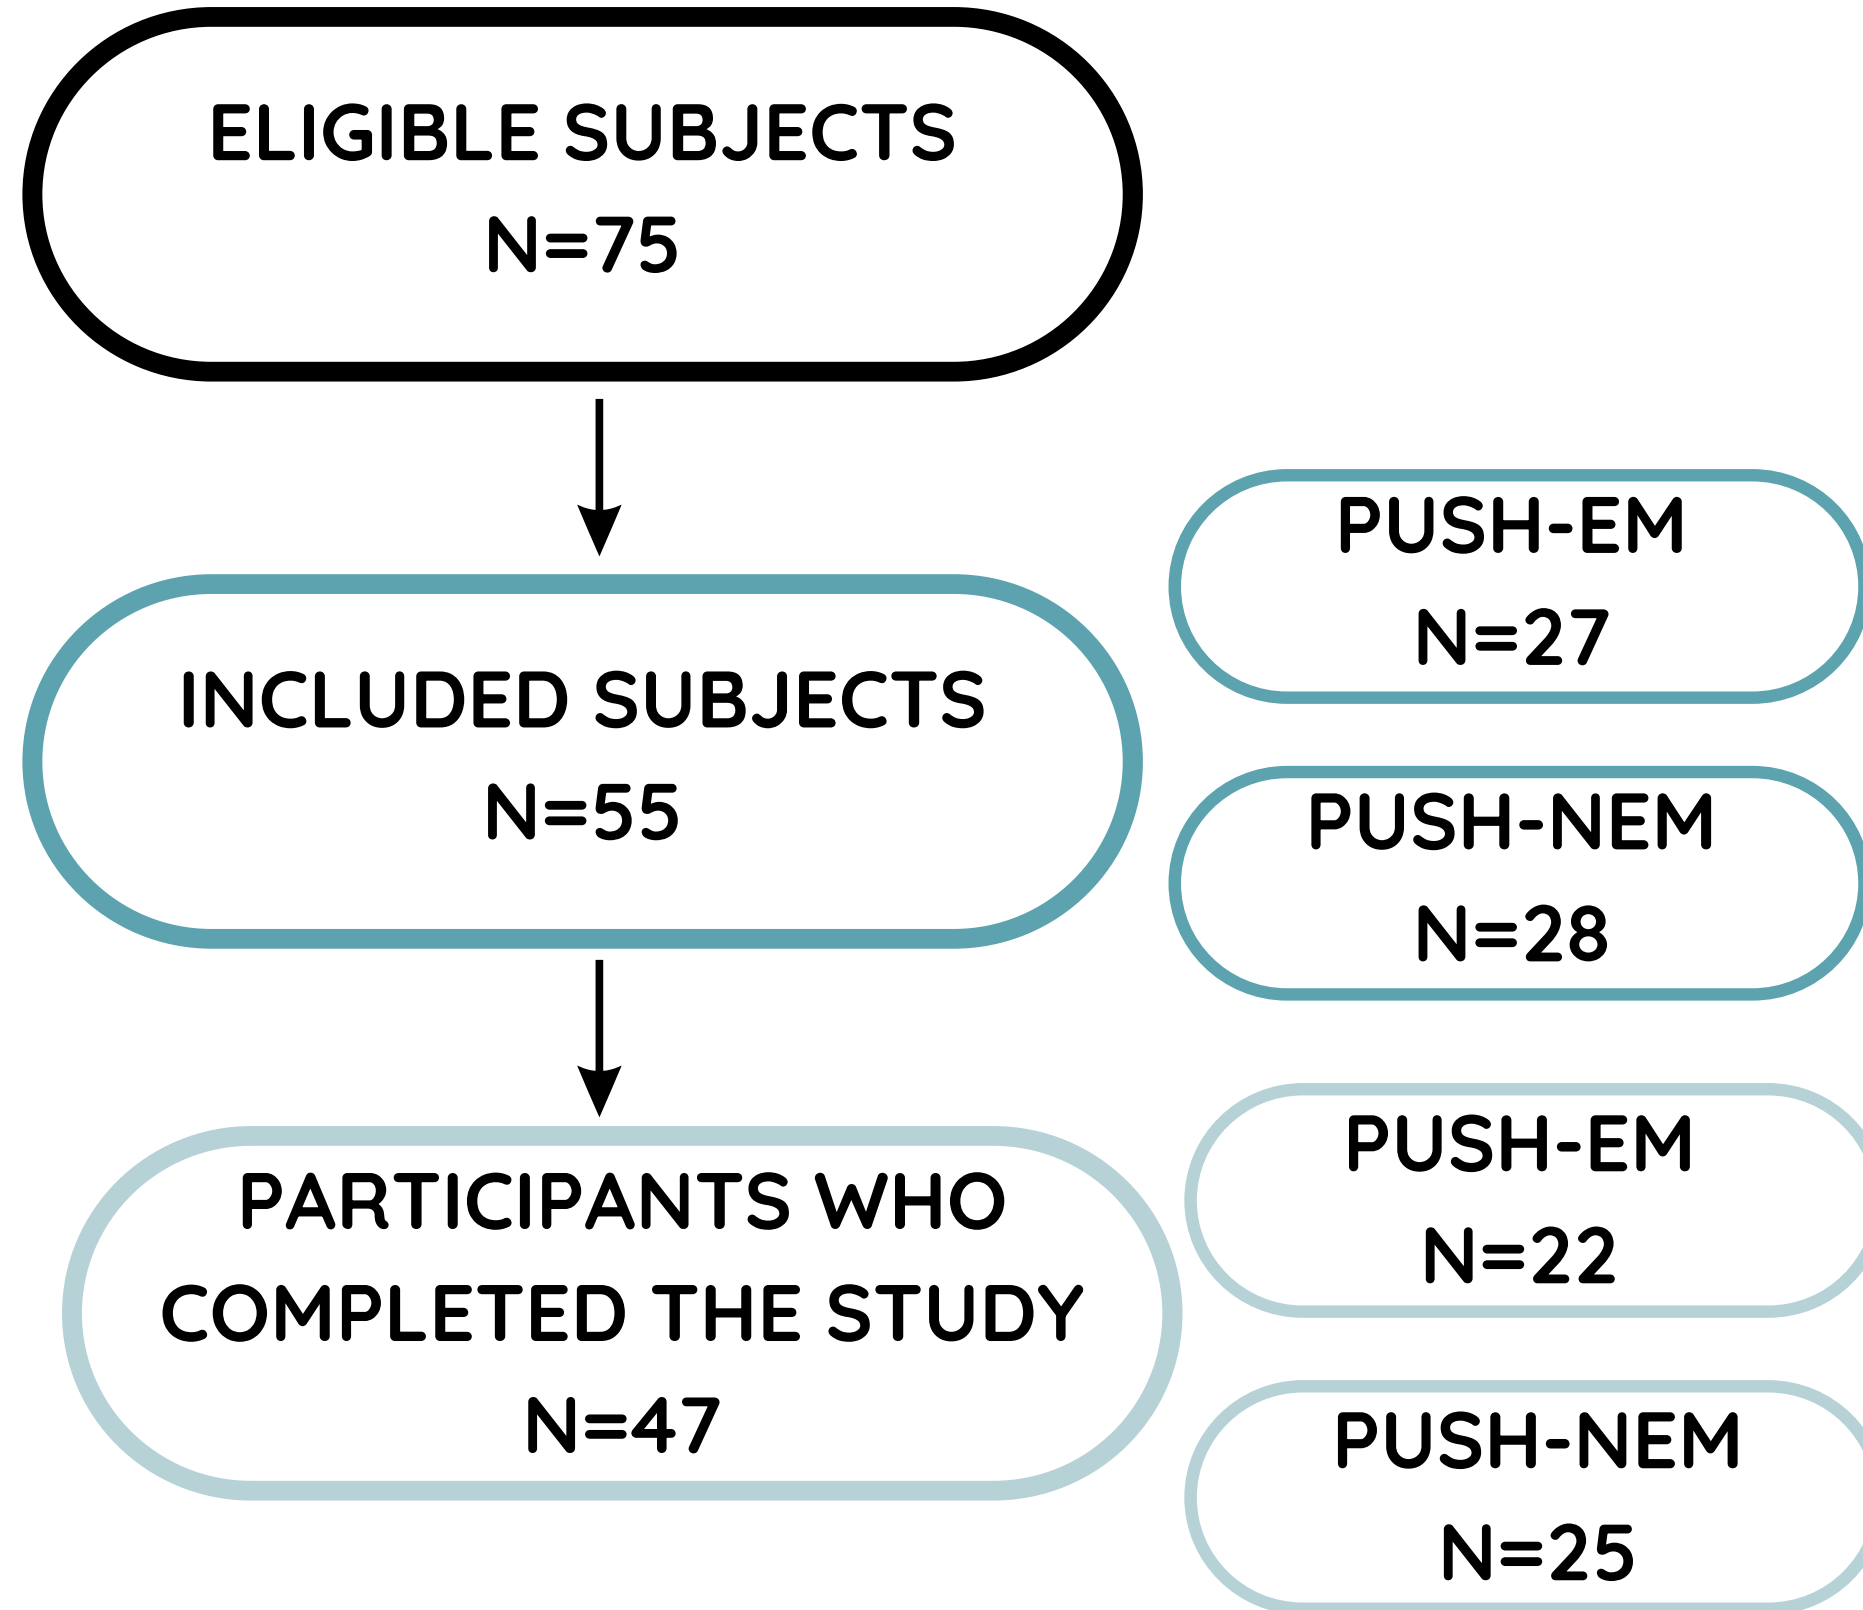 ELIGIBLE SUBJECTS
N=75
INCLUDED SUBJECTS
N=55
PUSH-EM
N=27
PUSH-NEM
N=28
PARTICIPANTS WHO
COMPLETED THE STUDY
N=47
PUSH-EM
N=22
PUSH-NEM
N=25